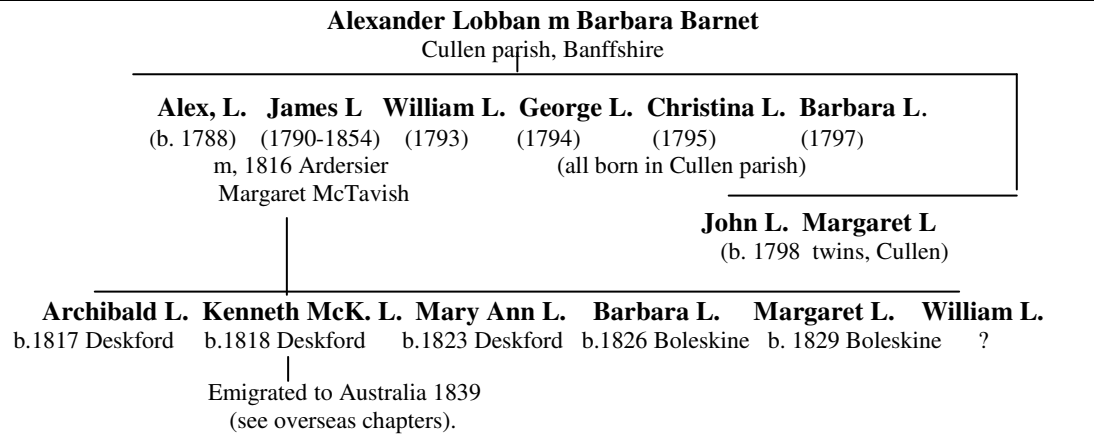 Alexander Lobban m Barbara Barnet
Cullen parish, Banffshire
Alex, L. James L William L. George L. Christina L. Barbara L.
(b. 1788) (1790-1854) (1793) (1794) (1795) (1797)
m, 1816 Ardersier (all born in Cullen parish)
Margaret McTavish
John L. Margaret L
(b. 1798 twins, Cullen)
Archibald L. Kenneth McK. L. Mary Ann L. Barbara L. Margaret L. William L.
b.1817 Deskford b.1818 Deskford b.1823 Deskford b.1826 Boleskine b. 1829 Boleskine ?
Emigrated to Australia 1839
(see overseas chapters).